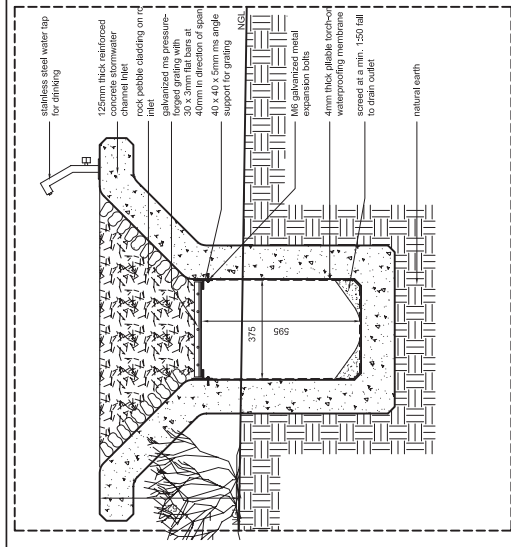 stainless steel water tap
for drinking
125mm thick reinforced
concrete stormwater
channel Inlet
rock pebble cladding on ro
inlet
galvanized ms pressure-
forged grating with
30 x 3mm flat bars at
40mm In direction of span
40 x 40 x 5mm ms angle
support for grating
NGL
M6 galvanized metal
expansion bolts
4mm thick pliable torch-on
waterproofing membrane
screed at a min. 1:50 fall
to drain outlet
natural earth
375
595
NGL